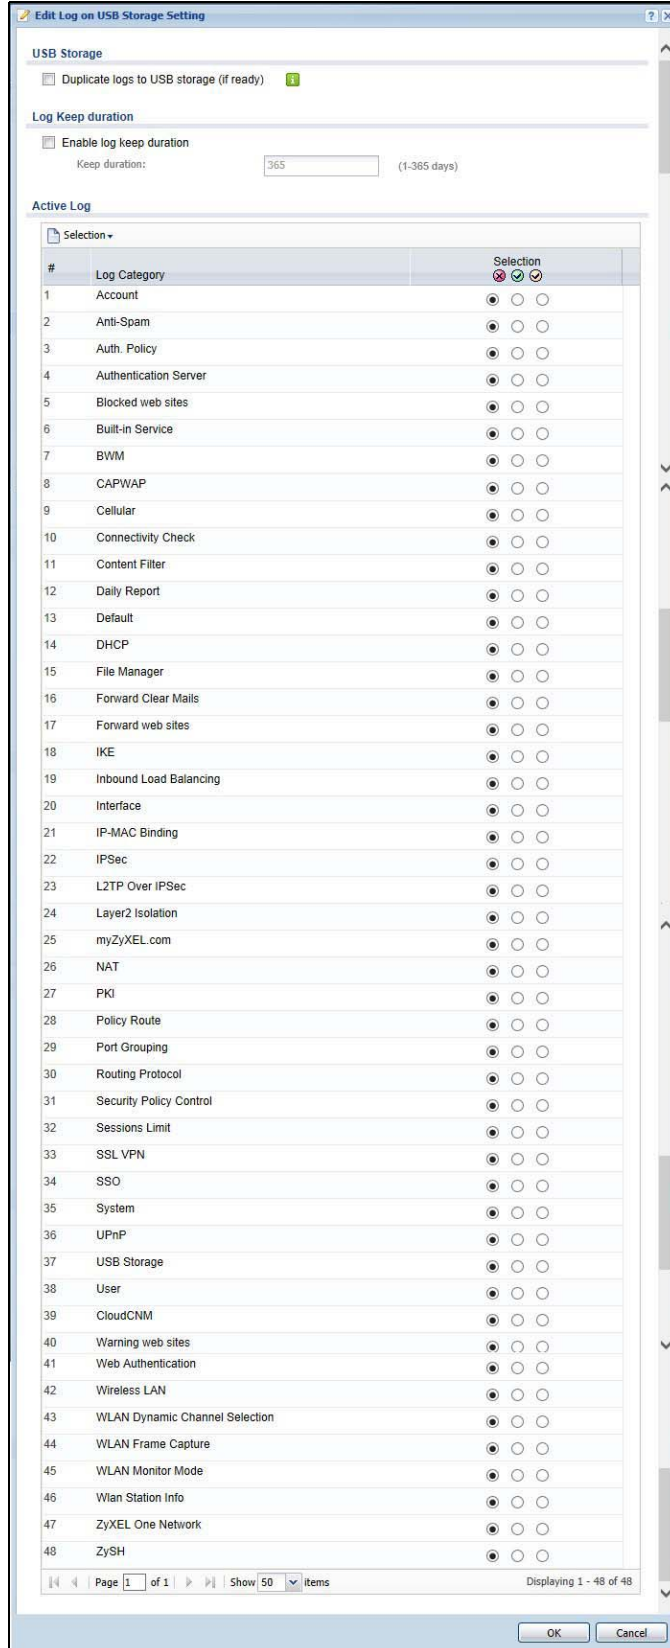 Edit Log on USB Storage Setting
USB Storage
Duplicate logs to USB storage (if ready)
Log Keep duration
Enable log keep duration
Keep duration: 365 (1-365 days)
Active Log
Selection
# Log Category Selection
1 Account
2 Anti-Spam
3 Auth. Policy
4 Authentication Server
5 Blocked web sites
6 Built-in Service
7 BWM
8 CAPWAP
9 Cellular
10 Connectivity Check
11 Content Filter
12 Daily Report
13 Default
14 DHCP
15 File Manager
16 Forward Clear Mails
17 Forward web sites
18 IKE
19 Inbound Load Balancing
20 Interface
21 IP-MAC Binding
22 IPSec
23 L2TP Over IPSec
24 Layer2 Isolation
25 myZyXEL.com
26 NAT
27 PKI
28 Policy Route
29 Port Grouping
30 Routing Protocol
31 Security Policy Control
32 Sessions Limit
33 SSL VPN
34 SSO
35 System
36 UPnP
37 USB Storage
38 User
39 CloudCNM
40 Warning web sites
41 Web Authentication
42 Wireless LAN
43 WLAN Dynamic Channel Selection
44 WLAN Frame Capture
45 WLAN Monitor Mode
46 Wlan Station Info
47 ZyXEL One Network
48 ZySH
Page 1 of 1 Show 50 items Displaying 1 - 48 of 48
OK Cancel